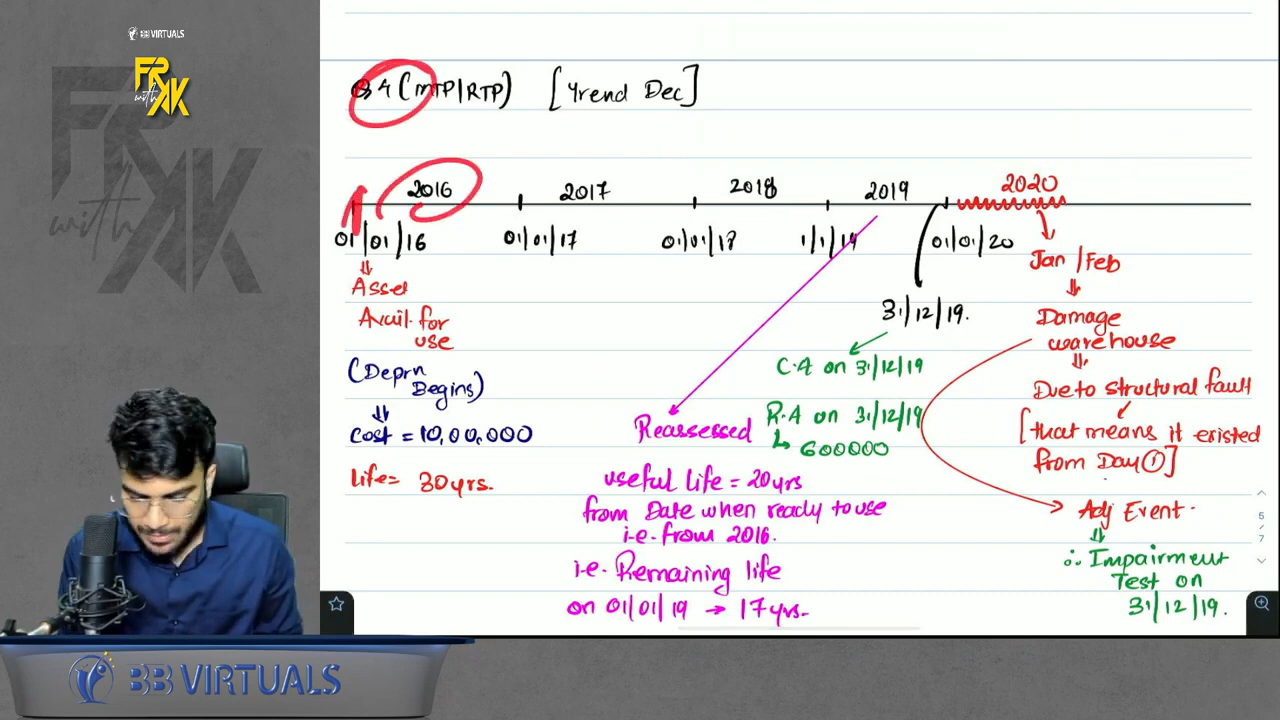 BB VIRTUALS
FR
with
AK
FR
with
AK
Q4 (MTP/RTP) [Yrend Dec]
2016 2017 2018 2019 2020
01/01/16 01/01/17 01/01/18 1/1/19 01/01/20
31/12/19.
Asset
Avail. for
use
(Deprn
Begins)
Cost = 10,00,000
Life = 30yrs.
Reassessed
useful life = 20yrs
from Date when ready to use
i.e. from 2016.
i.e. Remaining life
on 01/01/19 → 17yrs.
C.A on 31/12/19
R.A on 31/12/19
600000
Jan/Feb
Damage
warehouse
Due to structural fault
[that means it existed
from Day ①]
Adj Event.
∴ Impairment
Test on
31/12/19.
5
/
7
BB VIRTUALS